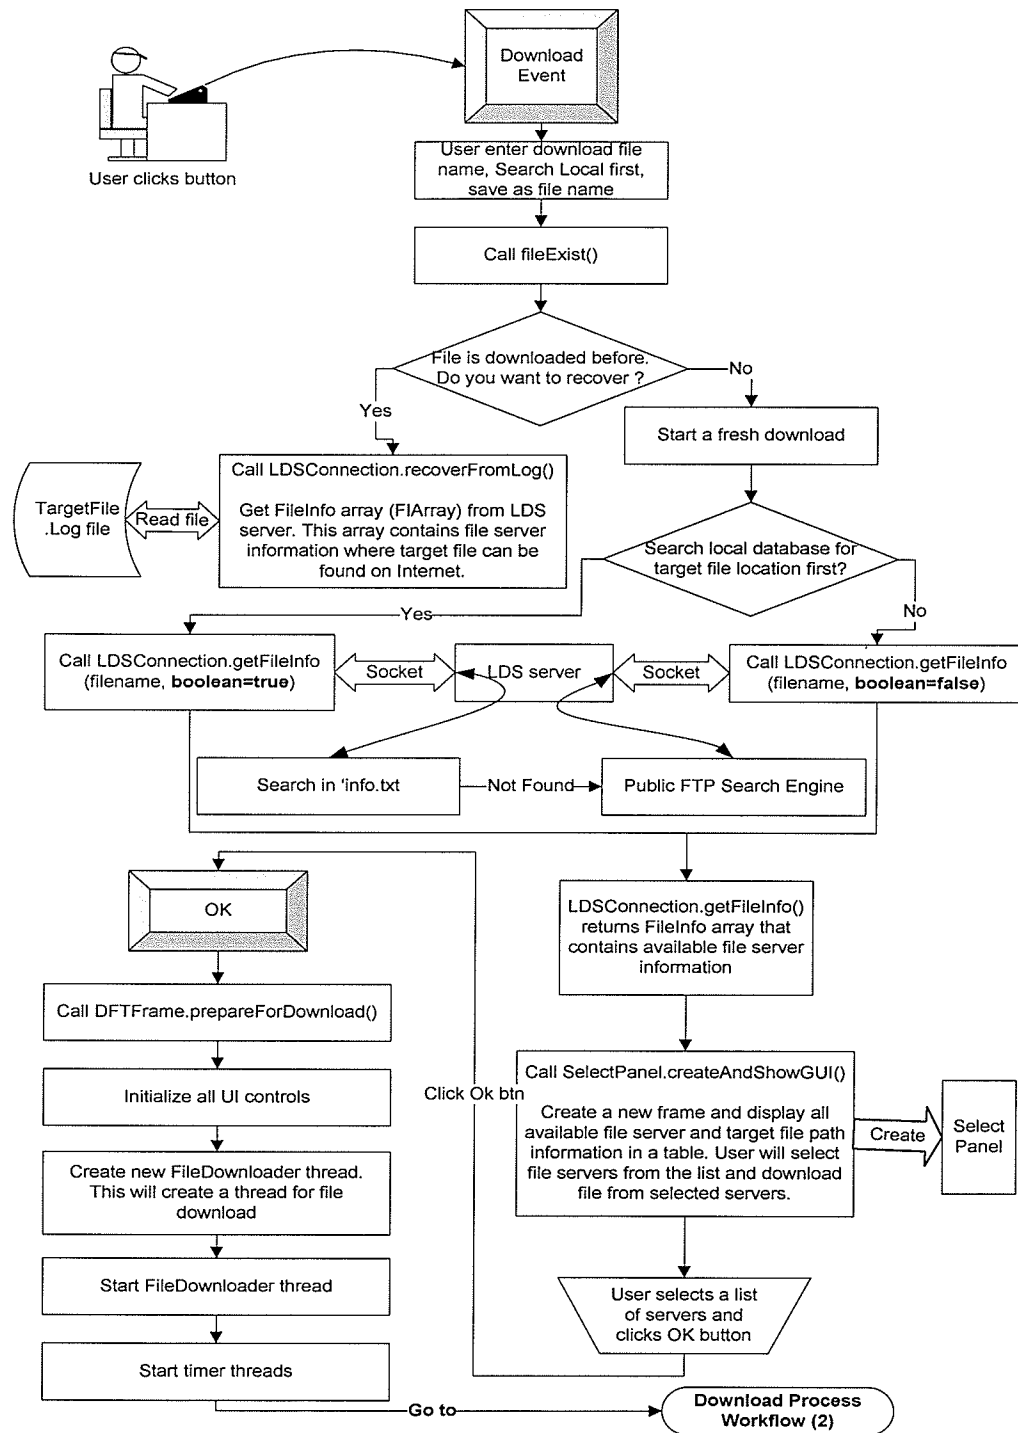 Download
Event
User clicks button
User enter download file
name, Search Local first,
save as file name
Call fileExist()
File is downloaded before.
Do you want to recover ?
No
Yes
Start a fresh download
Call LDSConnection.recoverFromLog()
Get FileInfo array (FIArray) from LDS
server. This array contains file server
information where target file can be
found on Internet.
TargetFile
.Log file
Read file
Search local database for
target file location first?
Yes
No
Call LDSConnection.getFileInfo
(filename, boolean=true)
Socket
LDS server
Socket
Call LDSConnection.getFileInfo
(filename, boolean=false)
Search in 'info.txt
Not Found
Public FTP Search Engine
OK
LDSConnection.getFileInfo()
returns FileInfo array that
contains available file server
information
Call DFTFrame.prepareForDownload()
Call SelectPanel.createAndShowGUI()
Create a new frame and display all
available file server and target file path
information in a table. User will select
file servers from the list and download
file from selected servers.
Create
Select
Panel
Click Ok btn
Initialize all UI controls
Create new FileDownloader thread.
This will create a thread for file
download
Start FileDownloader thread
User selects a list
of servers and
clicks OK button
Start timer threads
Go to
Download Process
Workflow (2)